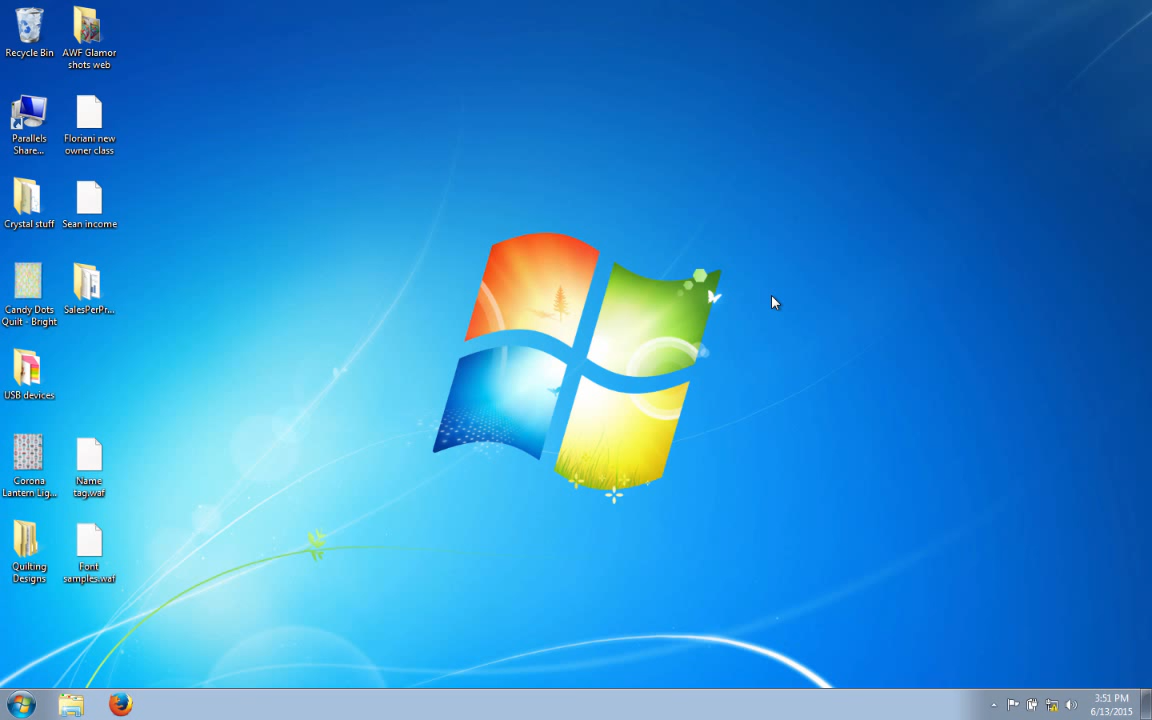 Recycle Bin
AWF Glamor
shots web
Parallels
Share...
Floriani new
owner class
Crystal stuff
Sean income
Candy Dots
Quilt - Bright
SalesPerPr...
USB devices
Corona
Lantern Lig...
Name
tag.waf
Quilting
Designs
Font
samples.waf
3:51 PM
6/13/2015